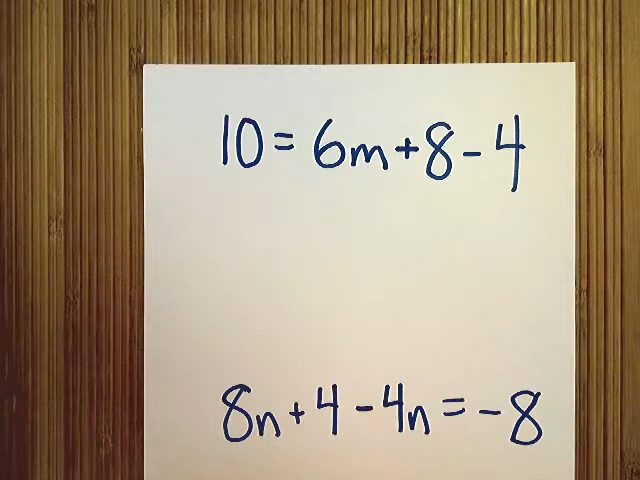 10 = 6m + 8 - 4
8n + 4 - 4n = -8